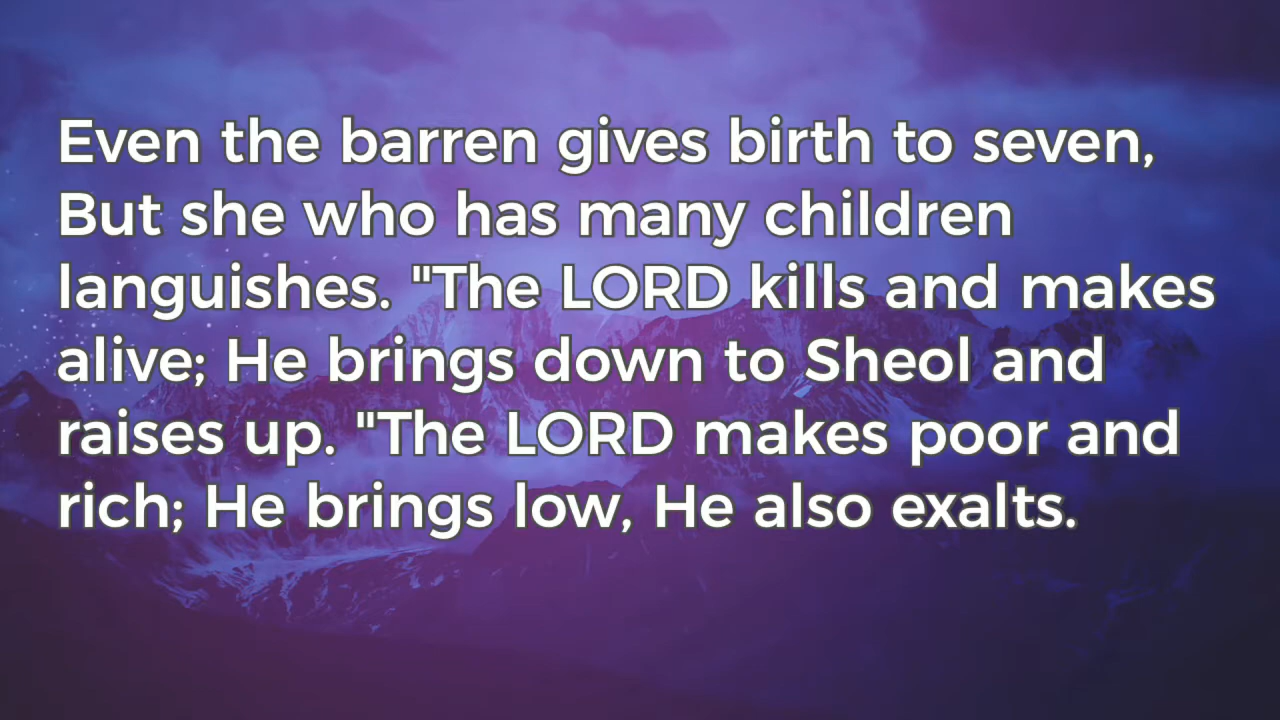 Even the barren gives birth to seven,
But she who has many children
languishes. "The LORD kills and makes
alive; He brings down to Sheol and
raises up. "The LORD makes poor and
rich; He brings low, He also exalts.